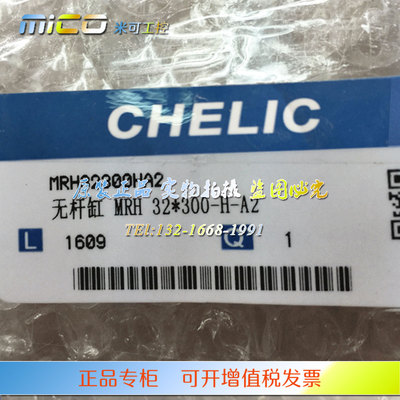 mico 米可工控
CHELIC
MRH32300HA2
原装正品 实物拍摄 盗图必究
无杆缸 MRH 32*300-H-A2
TEL:132-1668-1991
L 1609 Q 1
正品专柜 可开增值税发票